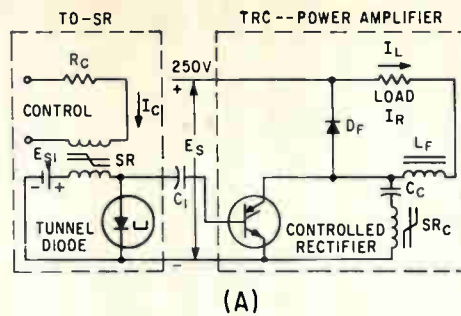 TO-SR
TRC--POWER AMPLIFIER
RC
CONTROL
IC
250V
+
IL
LOAD
IR
DF
LF
ES1
- +
SR
ES
C1
CC
SRC
TUNNEL
DIODE
CONTROLLED
RECTIFIER
-
(A)